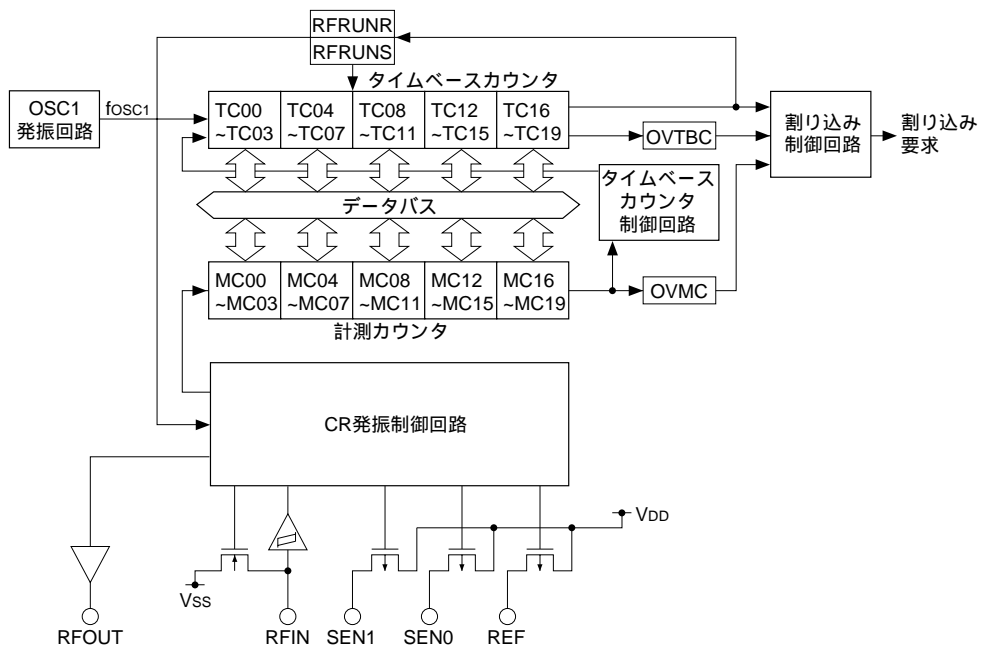 RFRUNR
RFRUNS
タイムベースカウンタ
OSC1
発振回路
fOSC1
TC00
~TC03
TC04
~TC07
TC08
~TC11
TC12
~TC15
TC16
~TC19
OVTBC
割り込み
制御回路
割り込み
要求
タイムベース
カウンタ
制御回路
データバス
MC00
~MC03
MC04
~MC07
MC08
~MC11
MC12
~MC15
MC16
~MC19
OVMC
計測カウンタ
CR発振制御回路
VDD
VSS
RFOUT
RFIN
SEN1
SEN0
REF